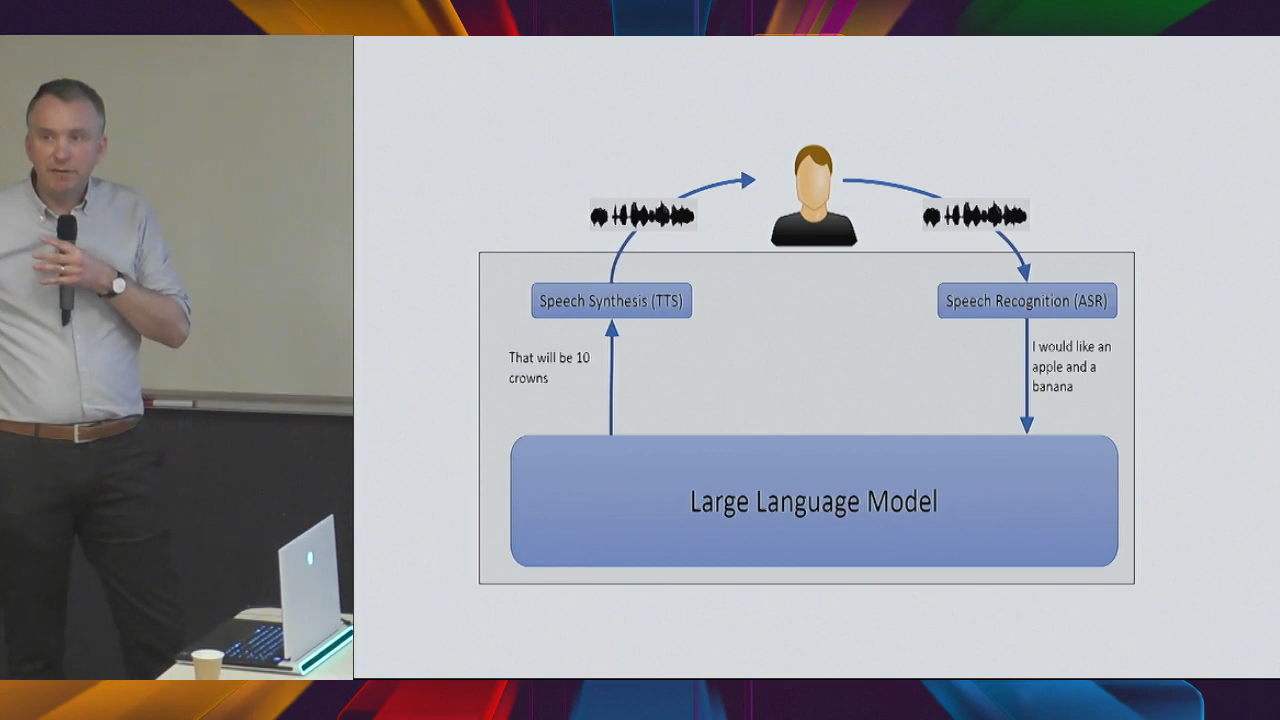 Speech Synthesis (TTS)
Speech Recognition (ASR)
That will be 10
crowns
I would like an
apple and a
banana
Large Language Model